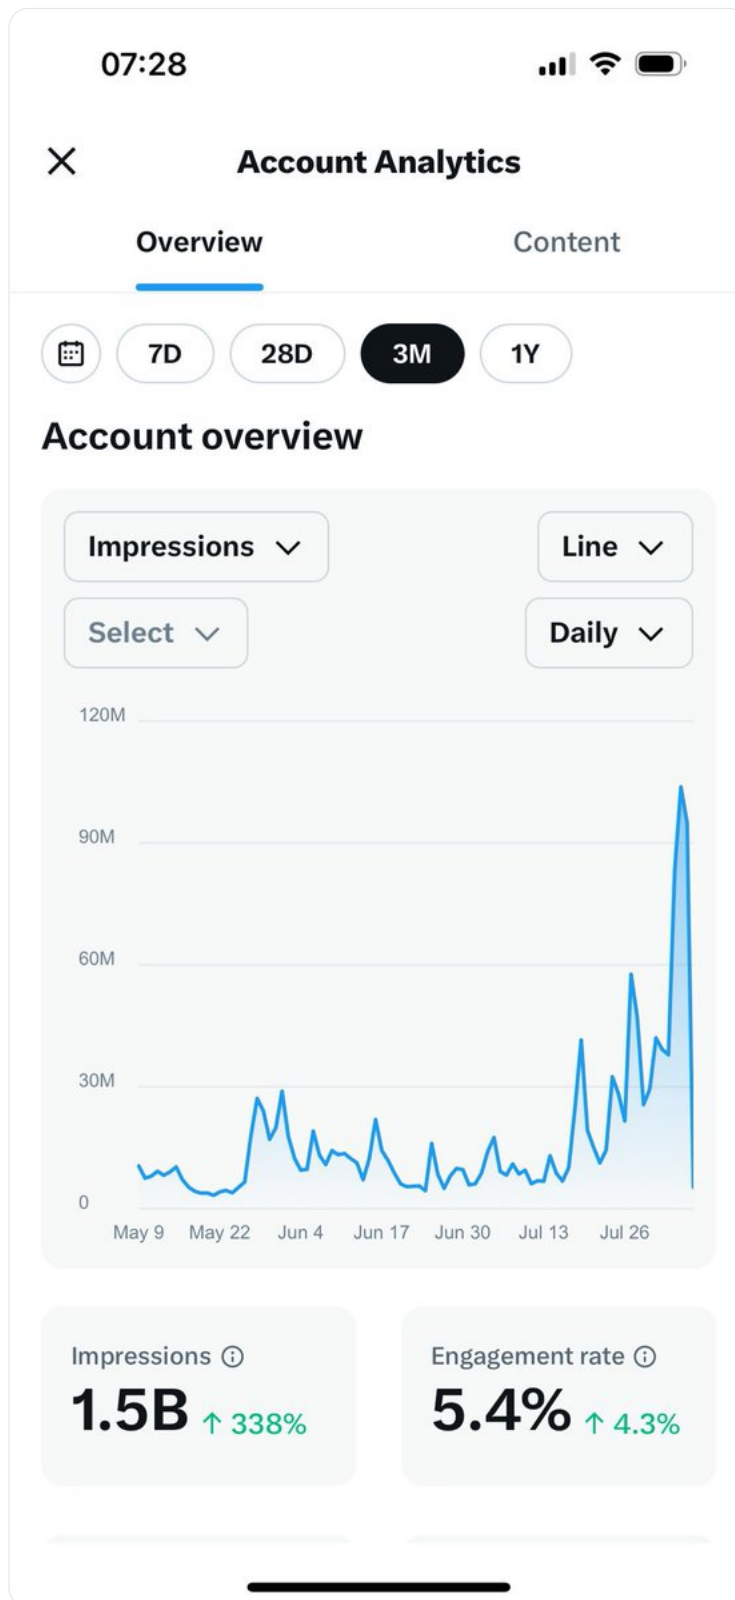 07:28
Account Analytics
Overview Content
7D 28D 3M 1Y
Account overview
Impressions Line
Select Daily
120M
90M
60M
30M
0
May 9 May 22 Jun 4 Jun 17 Jun 30 Jul 13 Jul 26
Impressions Engagement rate
1.5B ↑ 338% 5.4% ↑ 4.3%